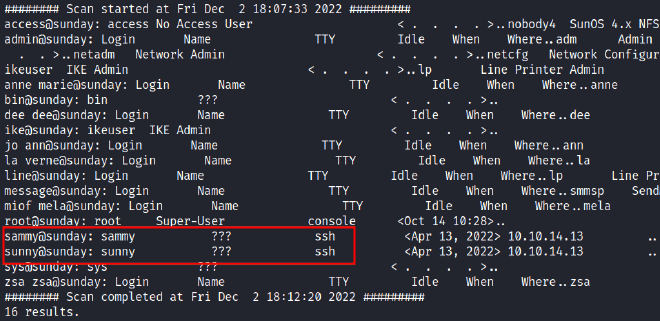 ######## Scan started at Fri Dec  2 18:07:33 2022 #########
access@sunday: access No Access User                     < .  .  .  . >..nobody4  SunOS 4.x NFS
admin@sunday: Login       Name               TTY         Idle    When    Where..adm      Admin
 .  . >..netadm   Network Admin                       < .  .  .  . >..netcfg   Network Configur
ikeuser  IKE Admin                       < .  .  .  . >..lp       Line Printer Admin
anne marie@sunday: Login       Name               TTY         Idle    When    Where..anne
bin@sunday: bin             ???                         < .  .  .  . >..
dee dee@sunday: Login       Name               TTY         Idle    When    Where..dee
ike@sunday: ikeuser  IKE Admin                       < .  .  .  . >..
jo ann@sunday: Login       Name               TTY         Idle    When    Where..ann
la verne@sunday: Login       Name               TTY         Idle    When    Where..la
line@sunday: Login       Name               TTY         Idle    When    Where..lp       Line Pr
message@sunday: Login       Name               TTY         Idle    When    Where..smmsp    Send
miof mela@sunday: Login       Name               TTY         Idle    When    Where..mela
root@sunday: root     Super-User            console      <Oct 14 10:28>..
sammy@sunday: sammy           ???            ssh          <Apr 13, 2022> 10.10.14.13         ..
sunny@sunday: sunny           ???            ssh          <Apr 13, 2022> 10.10.14.13         ..
sys@sunday: sys             ???                         < .  .  .  . >..
zsa zsa@sunday: Login       Name               TTY         Idle    When    Where..zsa
######## Scan completed at Fri Dec  2 18:12:20 2022 #########
16 results.